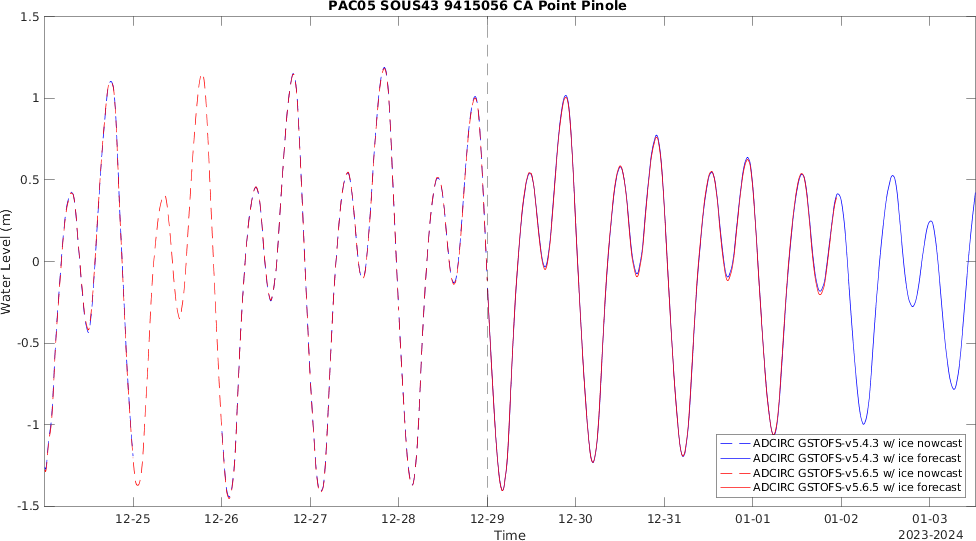 PAC05 SOUS43 9415056 CA Point Pinole
1.5
1
0.5
0
-0.5
-1
-1.5
Water Level (m)
12-25
12-26
12-27
12-28
12-29
12-30
12-31
01-01
01-02
01-03
Time
2023-2024
ADCIRC GSTOFS-v5.4.3 w/ ice nowcast
ADCIRC GSTOFS-v5.4.3 w/ ice forecast
ADCIRC GSTOFS-v5.6.5 w/ ice nowcast
ADCIRC GSTOFS-v5.6.5 w/ ice forecast